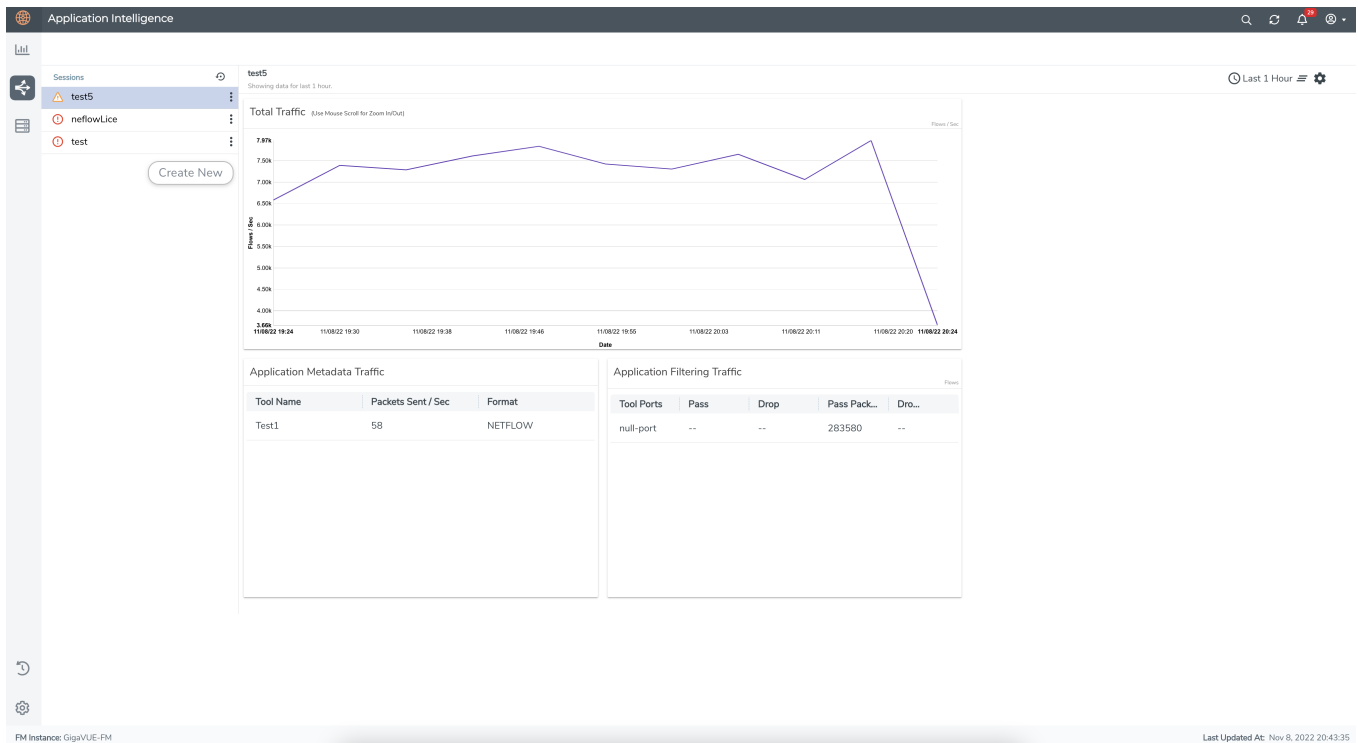 Application Intelligence
29
Sessions
test5
neflowLice
test
Create New
test5
Showing data for last 1 hour.
Last 1 Hour
Total Traffic (Use Mouse Scroll for Zoom In/Out)
Flows / Sec
7.97k
7.50k
7.00k
6.50k
6.00k
5.50k
5.00k
4.50k
4.00k
3.66k
Flows / Sec
11/08/22 19:24 11/08/22 19:30 11/08/22 19:38 11/08/22 19:46 11/08/22 19:55 11/08/22 20:03 11/08/22 20:11 11/08/22 20:20 11/08/22 20:24
Date
Application Metadata Traffic
Tool Name Packets Sent / Sec Format
Test1 58 NETFLOW
Application Filtering Traffic
Flows
Tool Ports Pass Drop Pass Pack... Dro...
null-port -- -- 283580 --
FM Instance: GigaVUE-FM
Last Updated At: Nov 8, 2022 20:43:35